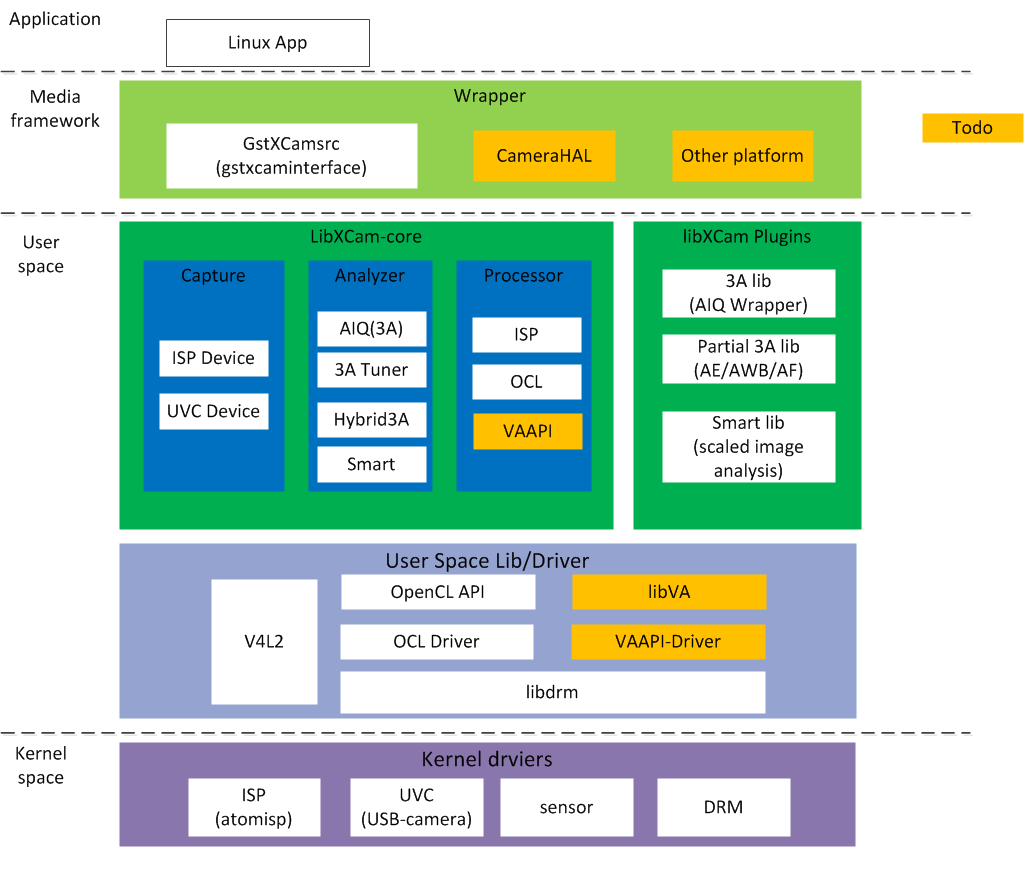 Application
Linux App
Media
framework
Wrapper
GstXCamsrc
(gstxcaminterface)
CameraHAL
Other platform
Todo
User
space
LibXCam-core
Capture
ISP Device
UVC Device
Analyzer
AIQ(3A)
3A Tuner
Hybrid3A
Smart
Processor
ISP
OCL
VAAPI
libXCam Plugins
3A lib
(AIQ Wrapper)
Partial 3A lib
(AE/AWB/AF)
Smart lib
(scaled image
analysis)
User Space Lib/Driver
V4L2
OpenCL API
libVA
OCL Driver
VAAPI-Driver
libdrm
Kernel
space
Kernel drviers
ISP
(atomisp)
UVC
(USB-camera)
sensor
DRM